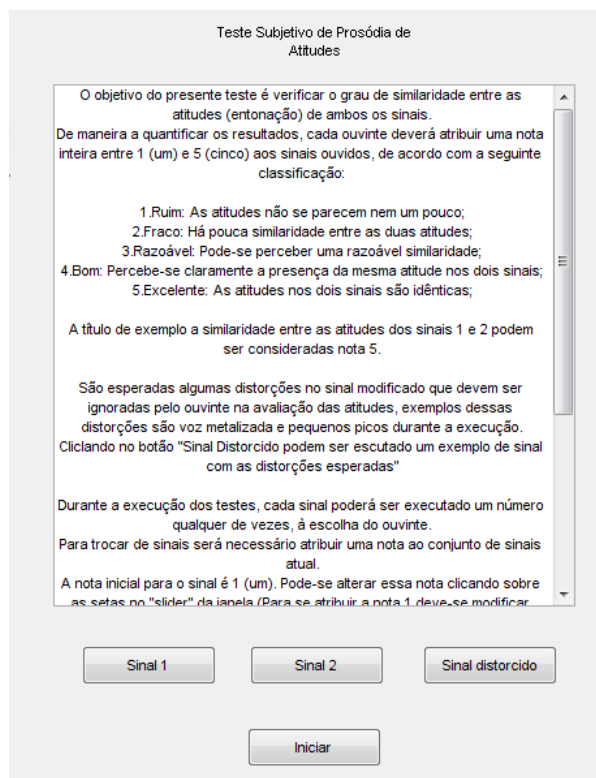 Teste Subjetivo de Prosódia de
Atitudes
O objetivo do presente teste é verificar o grau de similaridade entre as
atitudes (entonação) de ambos os sinais.
De maneira a quantificar os resultados, cada ouvinte deverá atribuir uma nota
inteira entre 1 (um) e 5 (cinco) aos sinais ouvidos, de acordo com a seguinte
classificação:
1.Ruim: As atitudes não se parecem nem um pouco;
2.Fraco: Há pouca similaridade entre as duas atitudes;
3.Razoável: Pode-se perceber uma razoável similaridade;
4.Bom: Percebe-se claramente a presença da mesma atitude nos dois sinais;
5.Excelente: As atitudes nos dois sinais são idênticas;
A título de exemplo a similaridade entre as atitudes dos sinais 1 e 2 podem
ser consideradas nota 5.
São esperadas algumas distorções no sinal modificado que devem ser
ignoradas pelo ouvinte na avaliação das atitudes, exemplos dessas
distorções são voz metalizada e pequenos picos durante a execução.
Cliclando no botão "Sinal Distorcido podem ser escutado um exemplo de sinal
com as distorções esperadas"
Durante a execução dos testes, cada sinal poderá ser executado um número
qualquer de vezes, à escolha do ouvinte.
Para trocar de sinais será necessário atribuir uma nota ao conjunto de sinais
atual.
A nota inicial para o sinal é 1 (um). Pode-se alterar essa nota clicando sobre
as setas no "slider" da janela (Para se atribuir a nota 1 deve-se modificar
Sinal 1
Sinal 2
Sinal distorcido
Iniciar